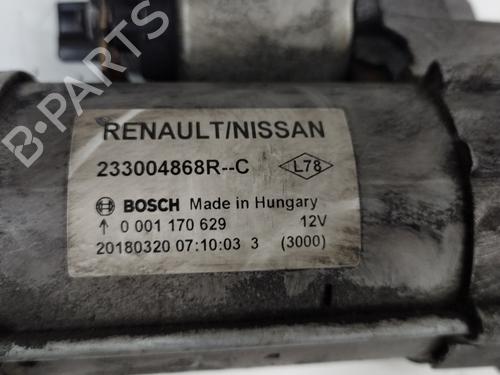 B-PARTS
RENAULT/NISSAN
233004868R--C L78
BOSCH Made in Hungary
↑ 0 001 170 629 12V
20180320 07:10:03 3 (3000)